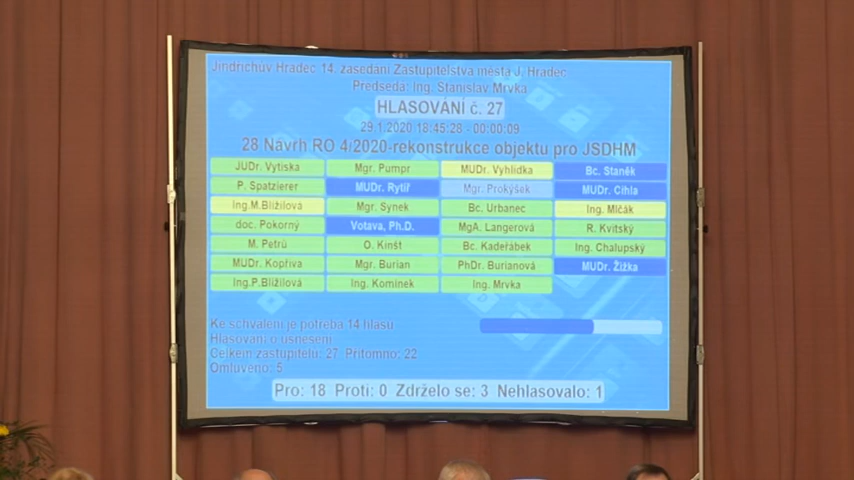 Jindřichův Hradec 14. zasedání Zastupitelstva města J. Hradec
Předseda: Ing. Stanislav Mrvka
HLASOVÁNÍ č. 27
29.1.2020 18:45:28 - 00:00:09
28 Návrh RO 4/2020-rekonstrukce objektu pro JSDHM
JUDr. Vytiska Mgr. Pumpr MUDr. Vyhlídka Bc. Staněk
P. Spatzierer MUDr. Rytíř Mgr. Prokýšek MUDr. Cihla
Ing.M.Blížilová Mgr. Synek Bc. Urbanec Ing. Mlčák
doc. Pokorný Votava, Ph.D. MgA. Langerová R. Kvitský
M. Petrů O. Kinšt Bc. Kadeřábek Ing. Chalupský
MUDr. Kopřiva Mgr. Burian PhDr. Burianová MUDr. Žižka
Ing.P.Blížilová Ing. Komínek Ing. Mrvka
Ke schválení je potřeba 14 hlasů
Hlasování o usnesení
Celkem zastupitelů: 27 Přítomno: 22
Omluveno: 5
Pro: 18 Proti: 0 Zdrželo se: 3 Nehlasovalo: 1